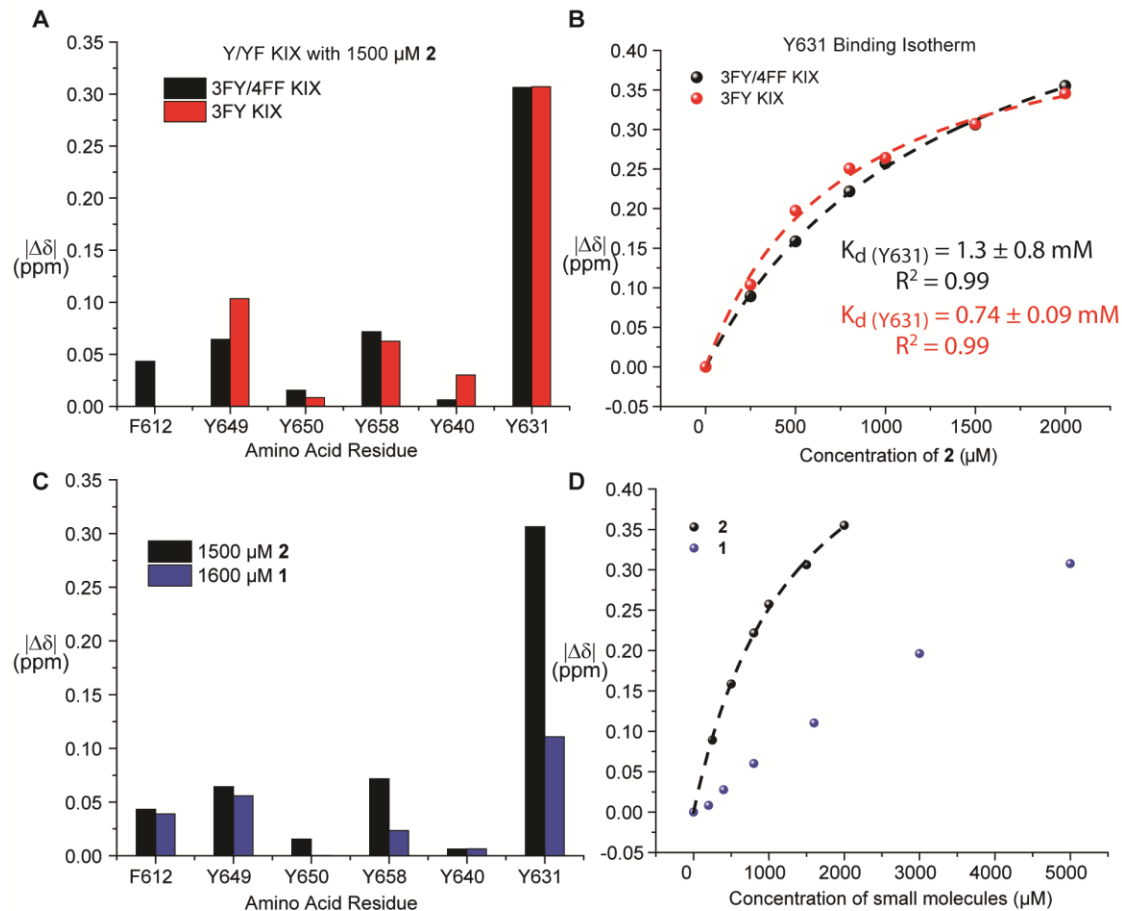 A
Y/YF KIX with 1500 μM 2
3FY/4FF KIX
3FY KIX
0.35
0.30
0.25
0.20
0.15
0.10
0.05
0.00
|Δδ|
(ppm)
F612 Y649 Y650 Y658 Y640 Y631
Amino Acid Residue
B
Y631 Binding Isotherm
3FY/4FF KIX
3FY KIX
0.40
0.35
0.30
0.25
0.20
0.15
0.10
0.05
0.00
-0.05
|Δδ|
(ppm)
Kd (Y631) = 1.3 ± 0.8 mM
R² = 0.99
Kd (Y631) = 0.74 ± 0.09 mM
R² = 0.99
0 500 1000 1500 2000
Concentration of 2 (μM)
C
1500 μM 2
1600 μM 1
0.35
0.30
0.25
0.20
0.15
0.10
0.05
0.00
|Δδ|
(ppm)
F612 Y649 Y650 Y658 Y640 Y631
Amino Acid Residue
D
2
1
0.40
0.35
0.30
0.25
0.20
0.15
0.10
0.05
0.00
-0.05
|Δδ|
(ppm)
0 1000 2000 3000 4000 5000
Concentration of small molecules (μM)